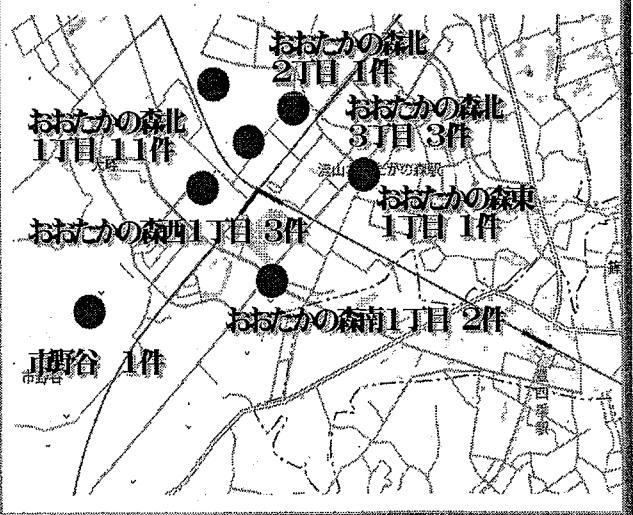 おおたかの森北
2丁目 1件
おおたかの森北
3丁目 3件
おおたかの森北
1丁目 11件
おおたかの森東
1丁目 1件
おおたかの森西1丁目 3件
おおたかの森南1丁目 2件
市野谷 1件
市野谷